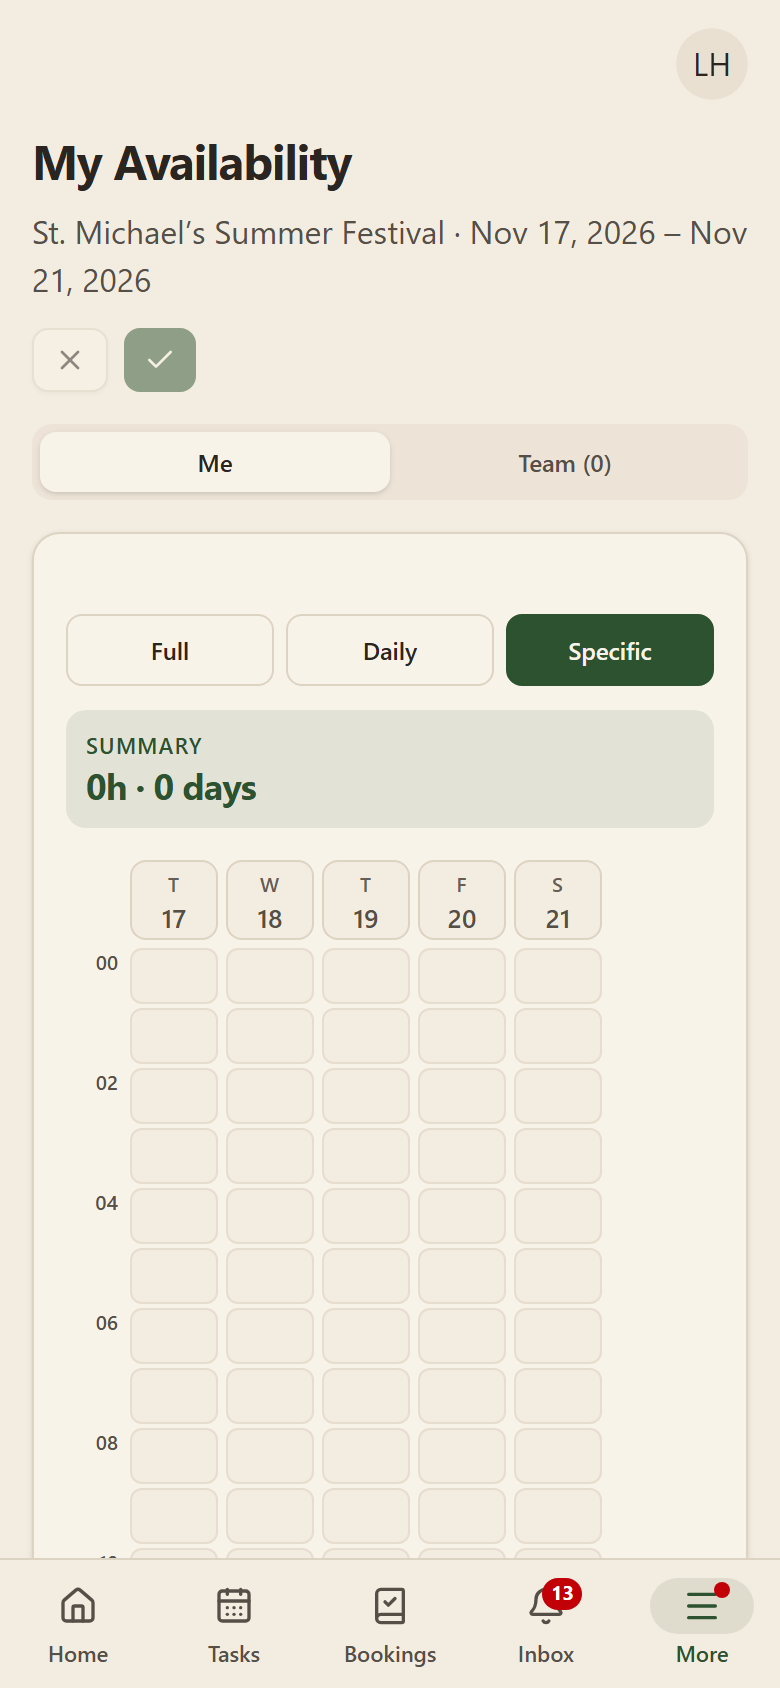 LH
My Availability
St. Michael’s Summer Festival · Nov 17, 2026 – Nov
21, 2026
Me
Team (0)
Full
Daily
Specific
SUMMARY
0h · 0 days
T
17
W
18
T
19
F
20
S
21
00
02
04
06
08
Home
Tasks
Bookings
13
Inbox
More